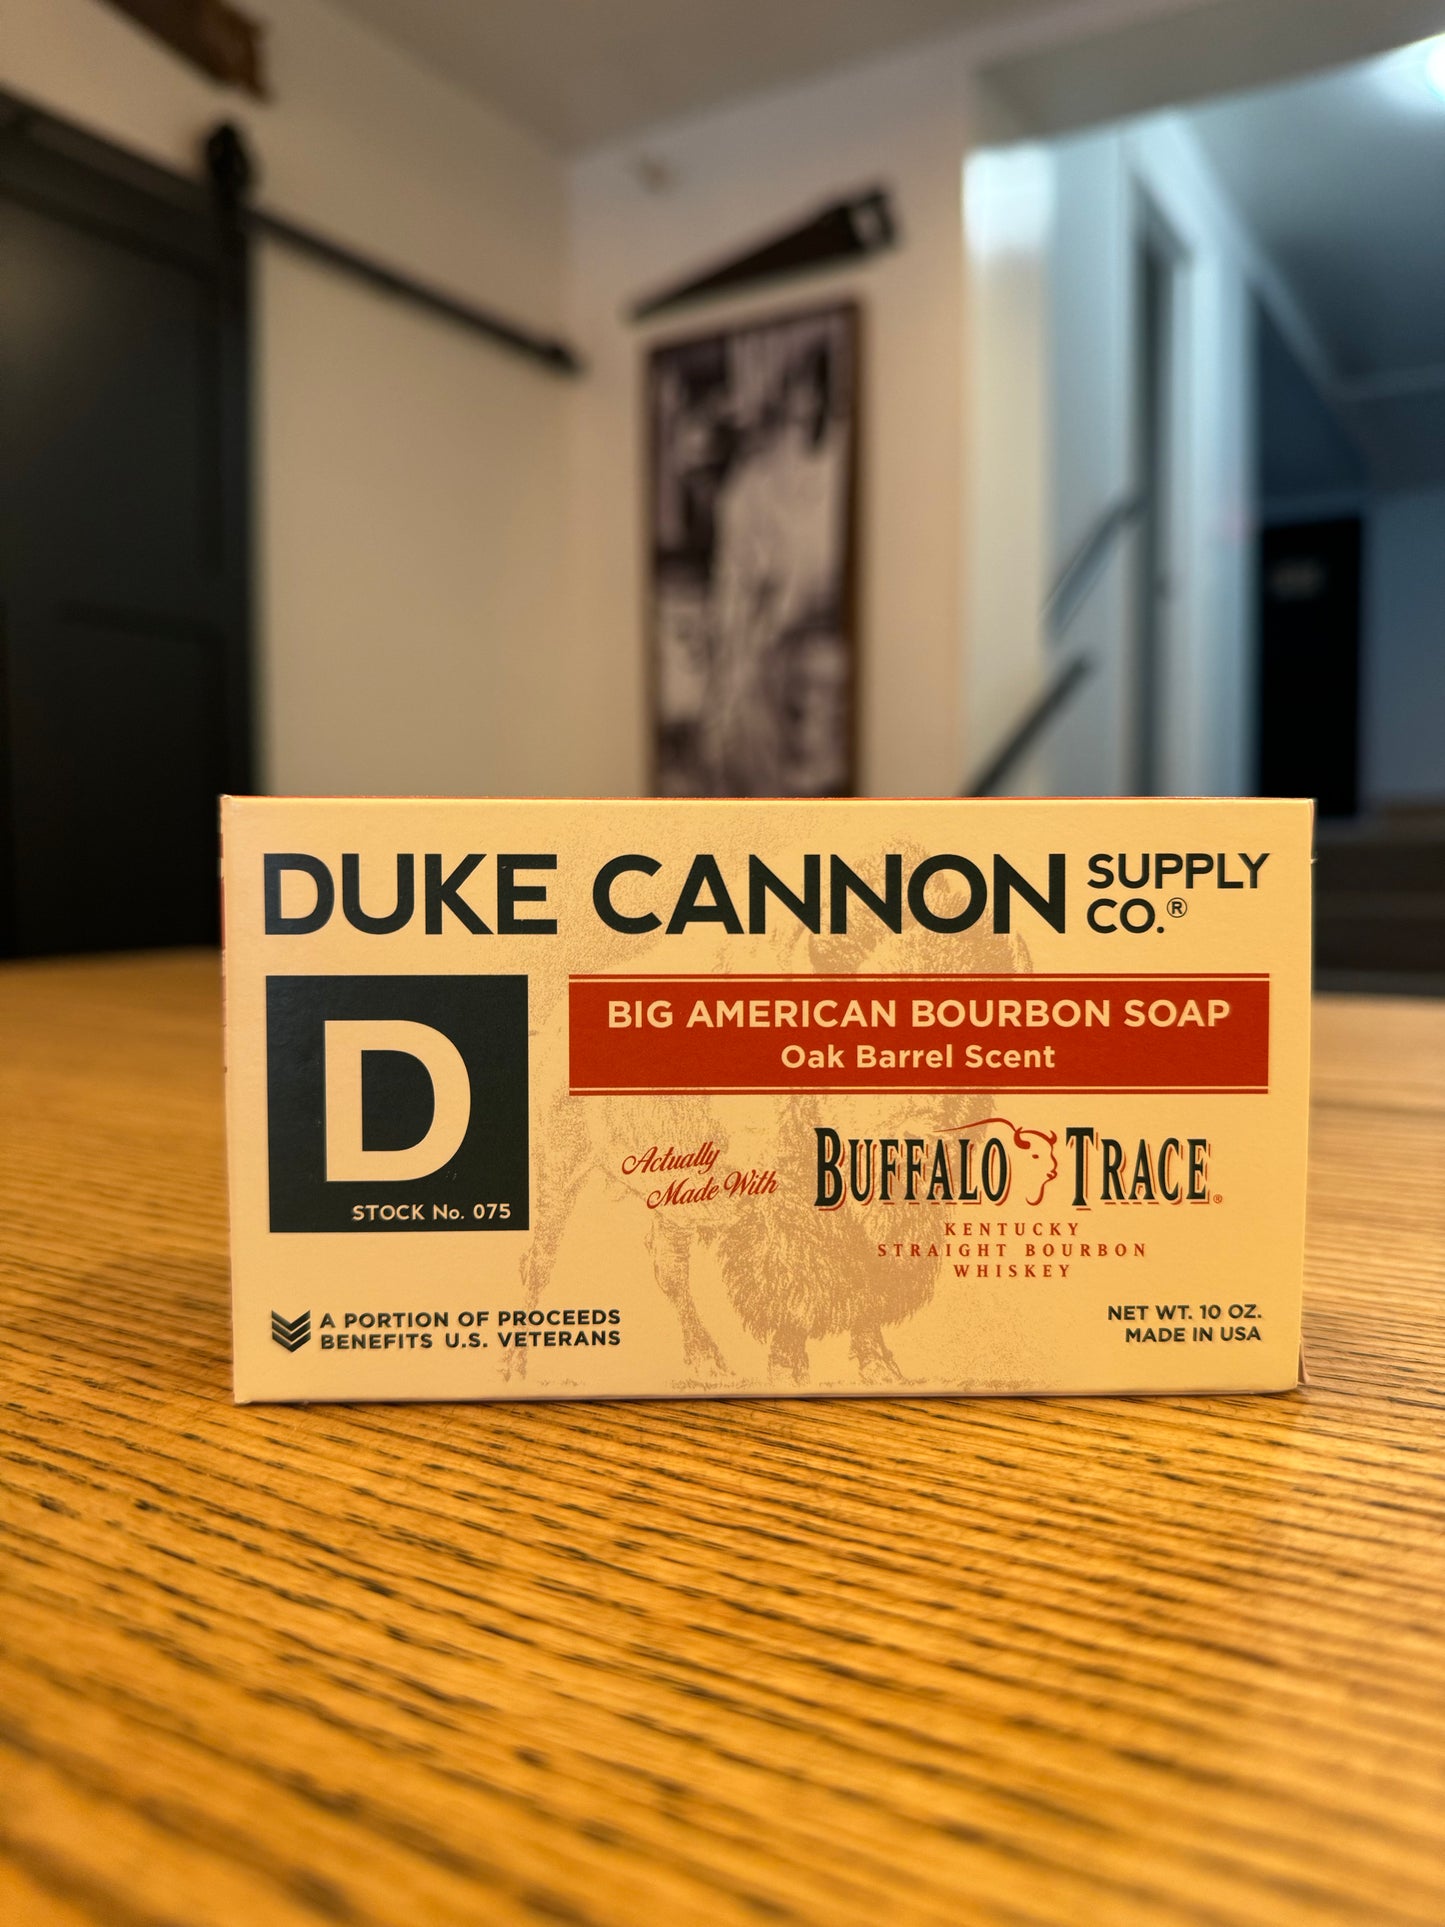 DUKE CANNON SUPPLY CO.®
D
STOCK No. 075
BIG AMERICAN BOURBON SOAP
Oak Barrel Scent
Actually
Made With
BUFFALO TRACE®
KENTUCKY
STRAIGHT BOURBON
WHISKEY
A PORTION OF PROCEEDS
BENEFITS U.S. VETERANS
NET WT. 10 OZ.
MADE IN USA